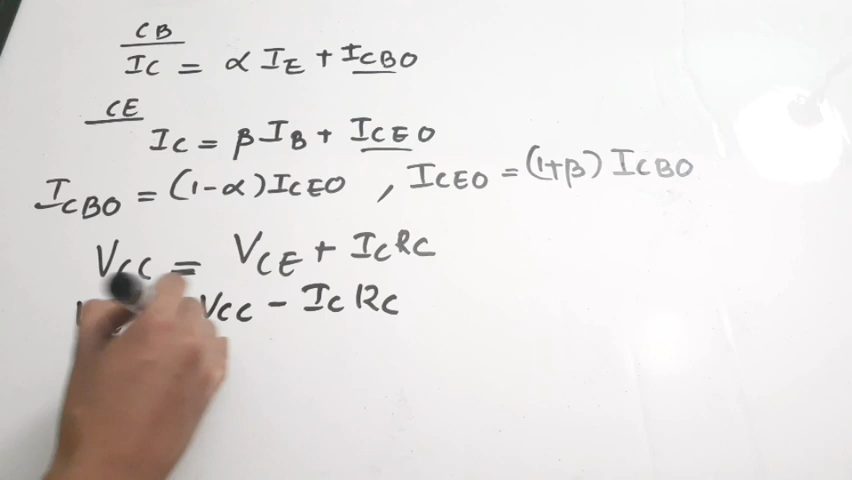 CB
IC = α IE + ICBO
CE
IC = β IB + ICEO
ICBO = (1-α) ICEO , ICEO = (1+β) ICBO
VCC = VCE + IC RC
VCC - IC RC